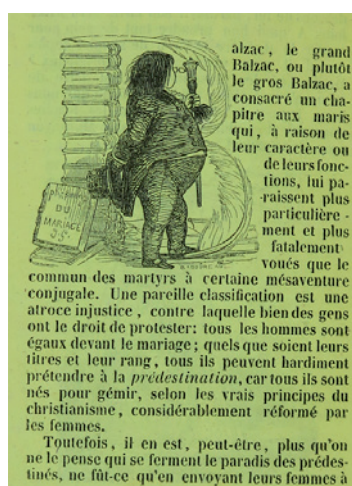 alzac, le grand
Balzac, ou plutôt
le gros Balzac, a
consacré un cha-
pitre aux maris
qui, à raison de
leur caractère ou
de leurs fonc-
tions, lui pa-
raissent plus
particulière-
ment et plus
fatalement
voués que le
DU
MARIAGE
commun des martyrs à certaine mésaventure
conjugale. Une pareille classification est une
atroce injustice, contre laquelle bien des gens
ont le droit de protester: tous les hommes sont
égaux devant le mariage; quels que soient leurs
titres et leur rang, tous ils peuvent hardiment
prétendre à la prédestination, car tous ils sont
nés pour gémir, selon les vrais principes du
christianisme, considérablement réformé par
les femmes.
Toutefois, il en est, peut-être, plus qu'on
ne le pense qui se ferment le paradis des prédes-
tinés, ne fût-ce qu'en envoyant leurs femmes à